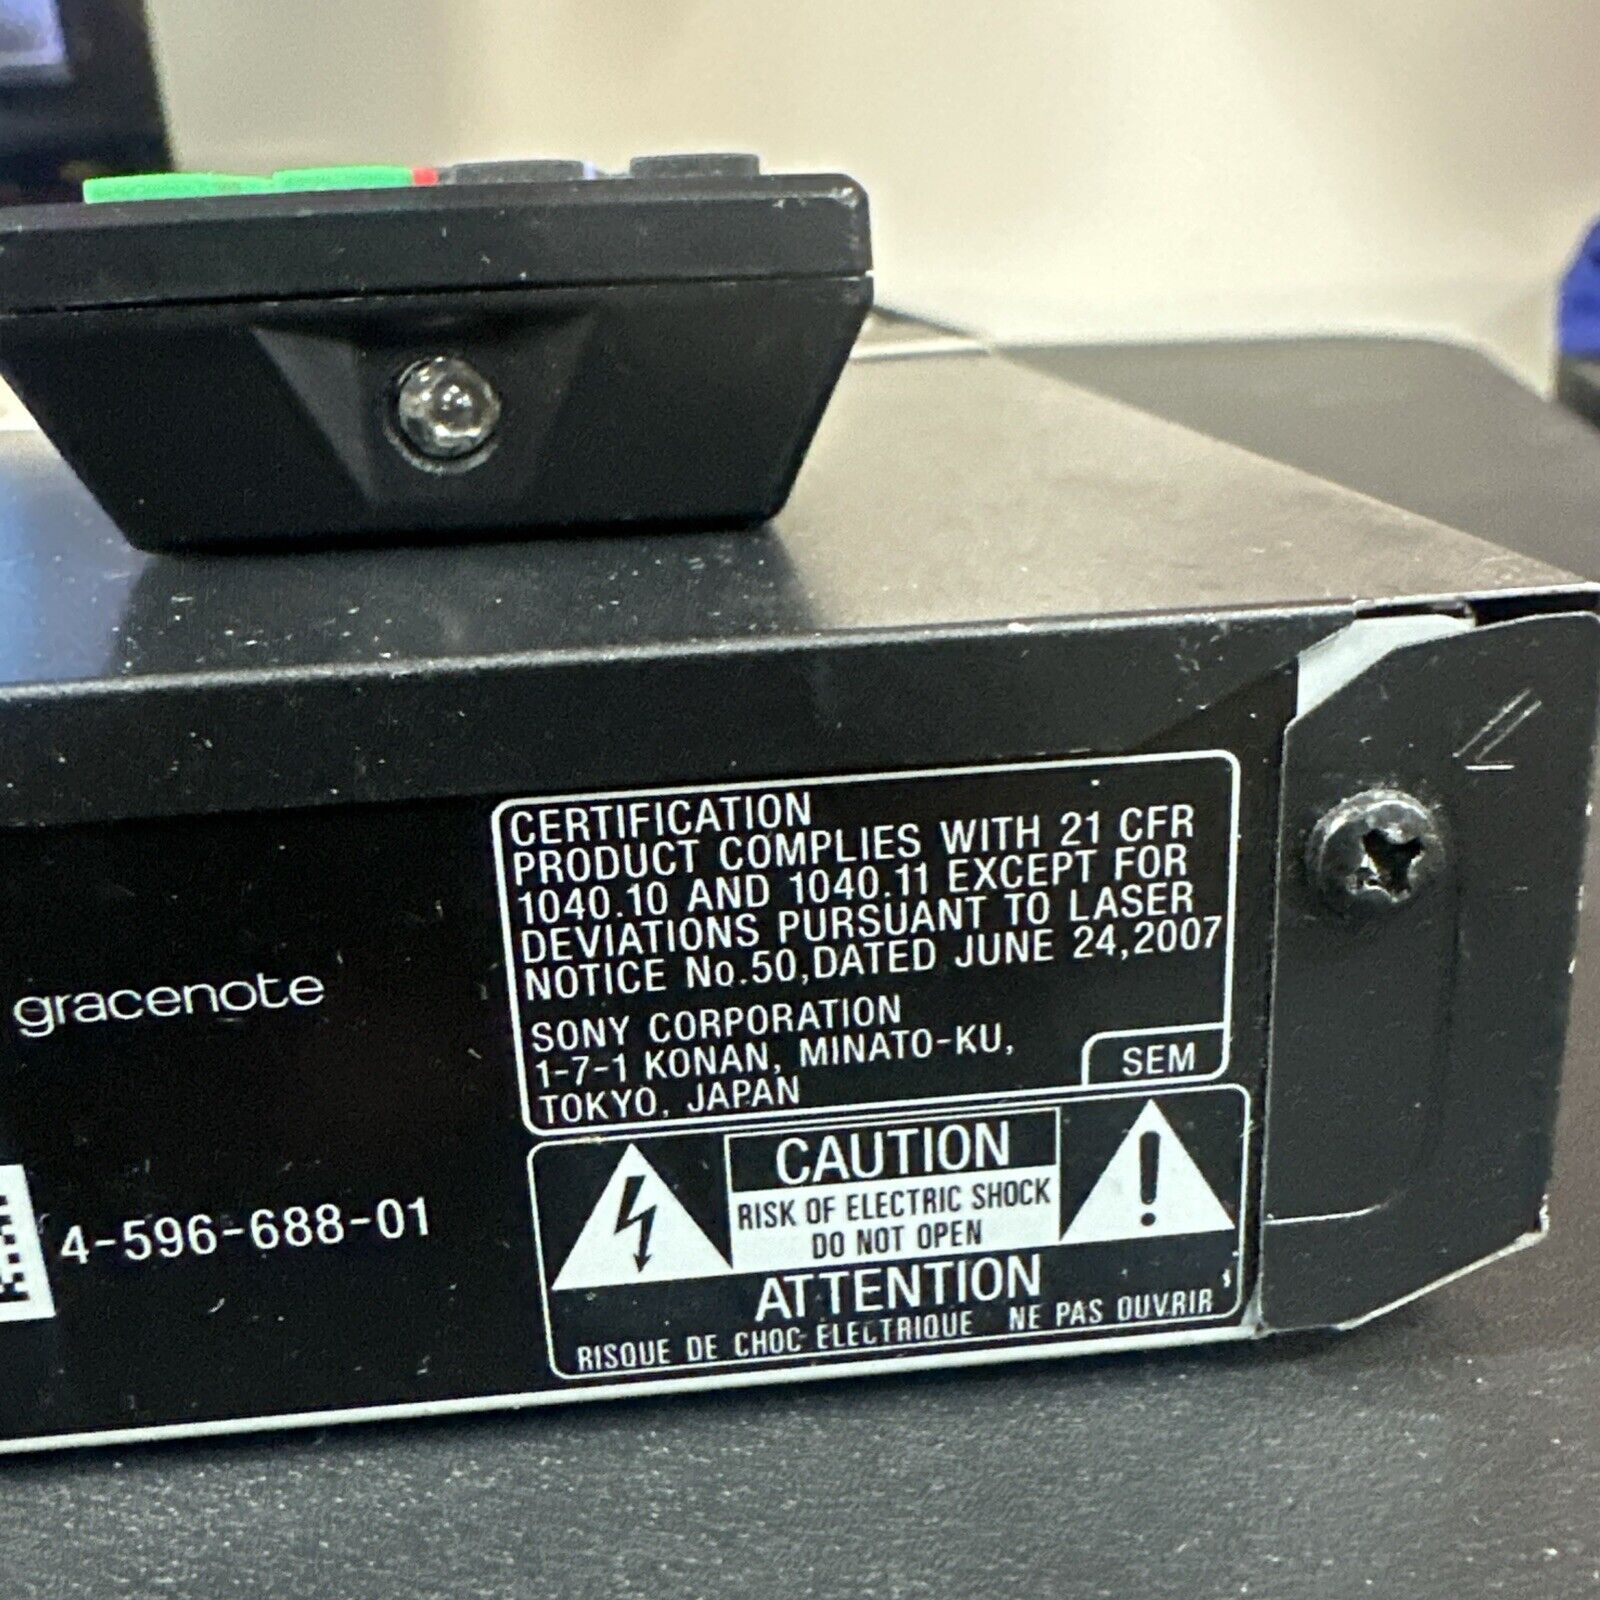 CERTIFICATION
PRODUCT COMPLIES WITH 21 CFR
1040.10 AND 1040.11 EXCEPT FOR
DEVIATIONS PURSUANT TO LASER
NOTICE No.50,DATED JUNE 24,2007
SONY CORPORATION
1-7-1 KONAN, MINATO-KU,
TOKYO, JAPAN
SEM
gracenote
4-596-688-01
CAUTION
RISK OF ELECTRIC SHOCK
DO NOT OPEN
ATTENTION
RISQUE DE CHOC ELECTRIQUE NE PAS OUVRIR